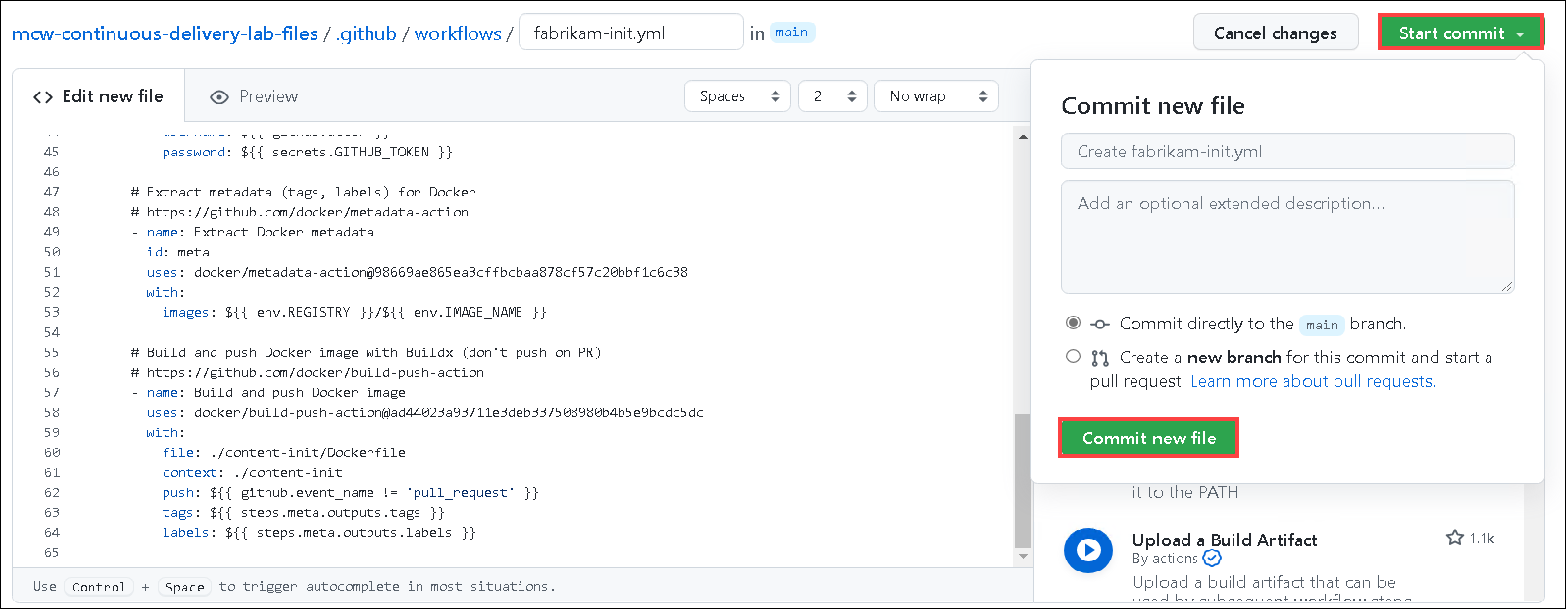 mcw-continuous-delivery-lab-files / .github / workflows / fabrikam-init.yml in main
Cancel changes
Start commit
Edit new file
Preview
Spaces
2
No wrap
45 password: ${{ secrets.GITHUB_TOKEN }}
46
47 # Extract metadata (tags, labels) for Docker
48 # https://github.com/docker/metadata-action
49 - name: Extract Docker metadata
50 id: meta
51 uses: docker/metadata-action@98669ae865ea3cffbcbaa878cf57c20bbf1c6c38
52 with:
53 images: ${{ env.REGISTRY }}/${{ env.IMAGE_NAME }}
54
55 # Build and push Docker image with Buildx (don't push on PR)
56 # https://github.com/docker/build-push-action
57 - name: Build and push Docker image
58 uses: docker/build-push-action@ad44023a93711e3deb337508980b4b5e9bcdc5dc
59 with:
60 file: ./content-init/Dockerfile
61 context: ./content-init
62 push: ${{ github.event_name != 'pull_request' }}
63 tags: ${{ steps.meta.outputs.tags }}
64 labels: ${{ steps.meta.outputs.labels }}
65
Use Control + Space to trigger autocomplete in most situations.
Commit new file
Create fabrikam-init.yml
Add an optional extended description...
Commit directly to the main branch.
Create a new branch for this commit and start a
pull request. Learn more about pull requests.
Commit new file
it to the PATH
Upload a Build Artifact
1.1k
By actions
Upload a build artifact that can be
used by subsequent workflow steps